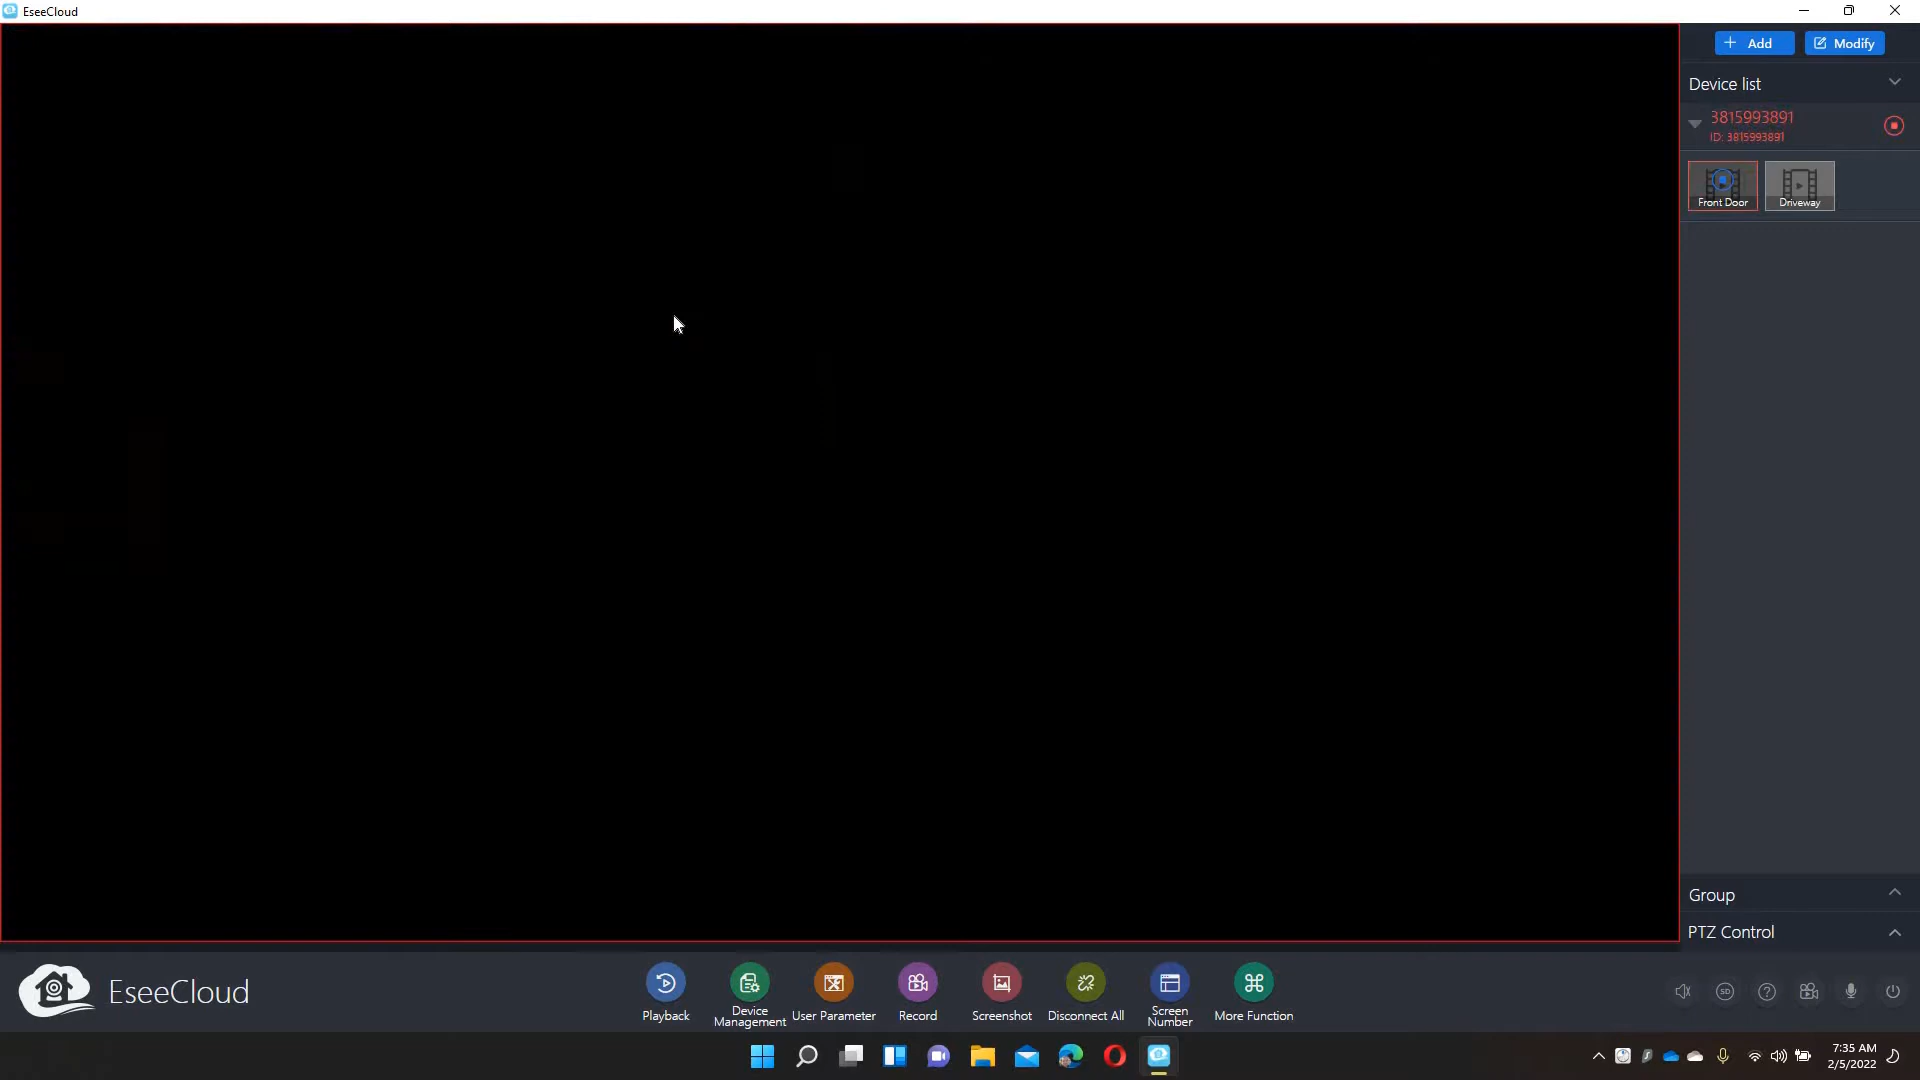 EseeCloud
Add
Modify
Device list
3815993891
ID: 3815993891
Front Door
Driveway
Group
PTZ Control
EseeCloud
Playback
Device
Management
User Parameter
Record
Screenshot
Disconnect All
Screen
Number
More Function
SD
7:35 AM
2/5/2022